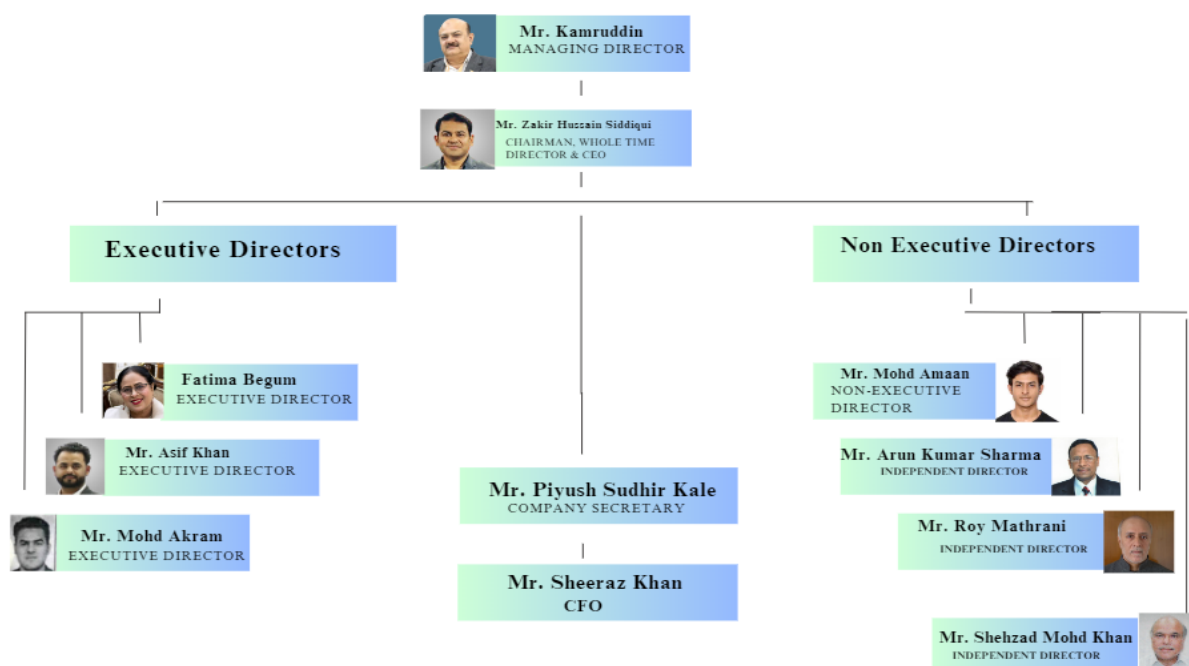 Mr. Kamruddin
MANAGING DIRECTOR
Mr. Zakir Hussain Siddiqui
CHAIRMAN, WHOLE TIME
DIRECTOR & CEO
Executive Directors
Non Executive Directors
Fatima Begum
EXECUTIVE DIRECTOR
Mr. Asif Khan
EXECUTIVE DIRECTOR
Mr. Mohd Akram
EXECUTIVE DIRECTOR
Mr. Piyush Sudhir Kale
COMPANY SECRETARY
Mr. Sheeraz Khan
CFO
Mr. Mohd Amaan
NON-EXECUTIVE
DIRECTOR
Mr. Arun Kumar Sharma
INDEPENDENT DIRECTOR
Mr. Roy Mathrani
INDEPENDENT DIRECTOR
Mr. Shehzad Mohd Khan
INDEPENDENT DIRECTOR